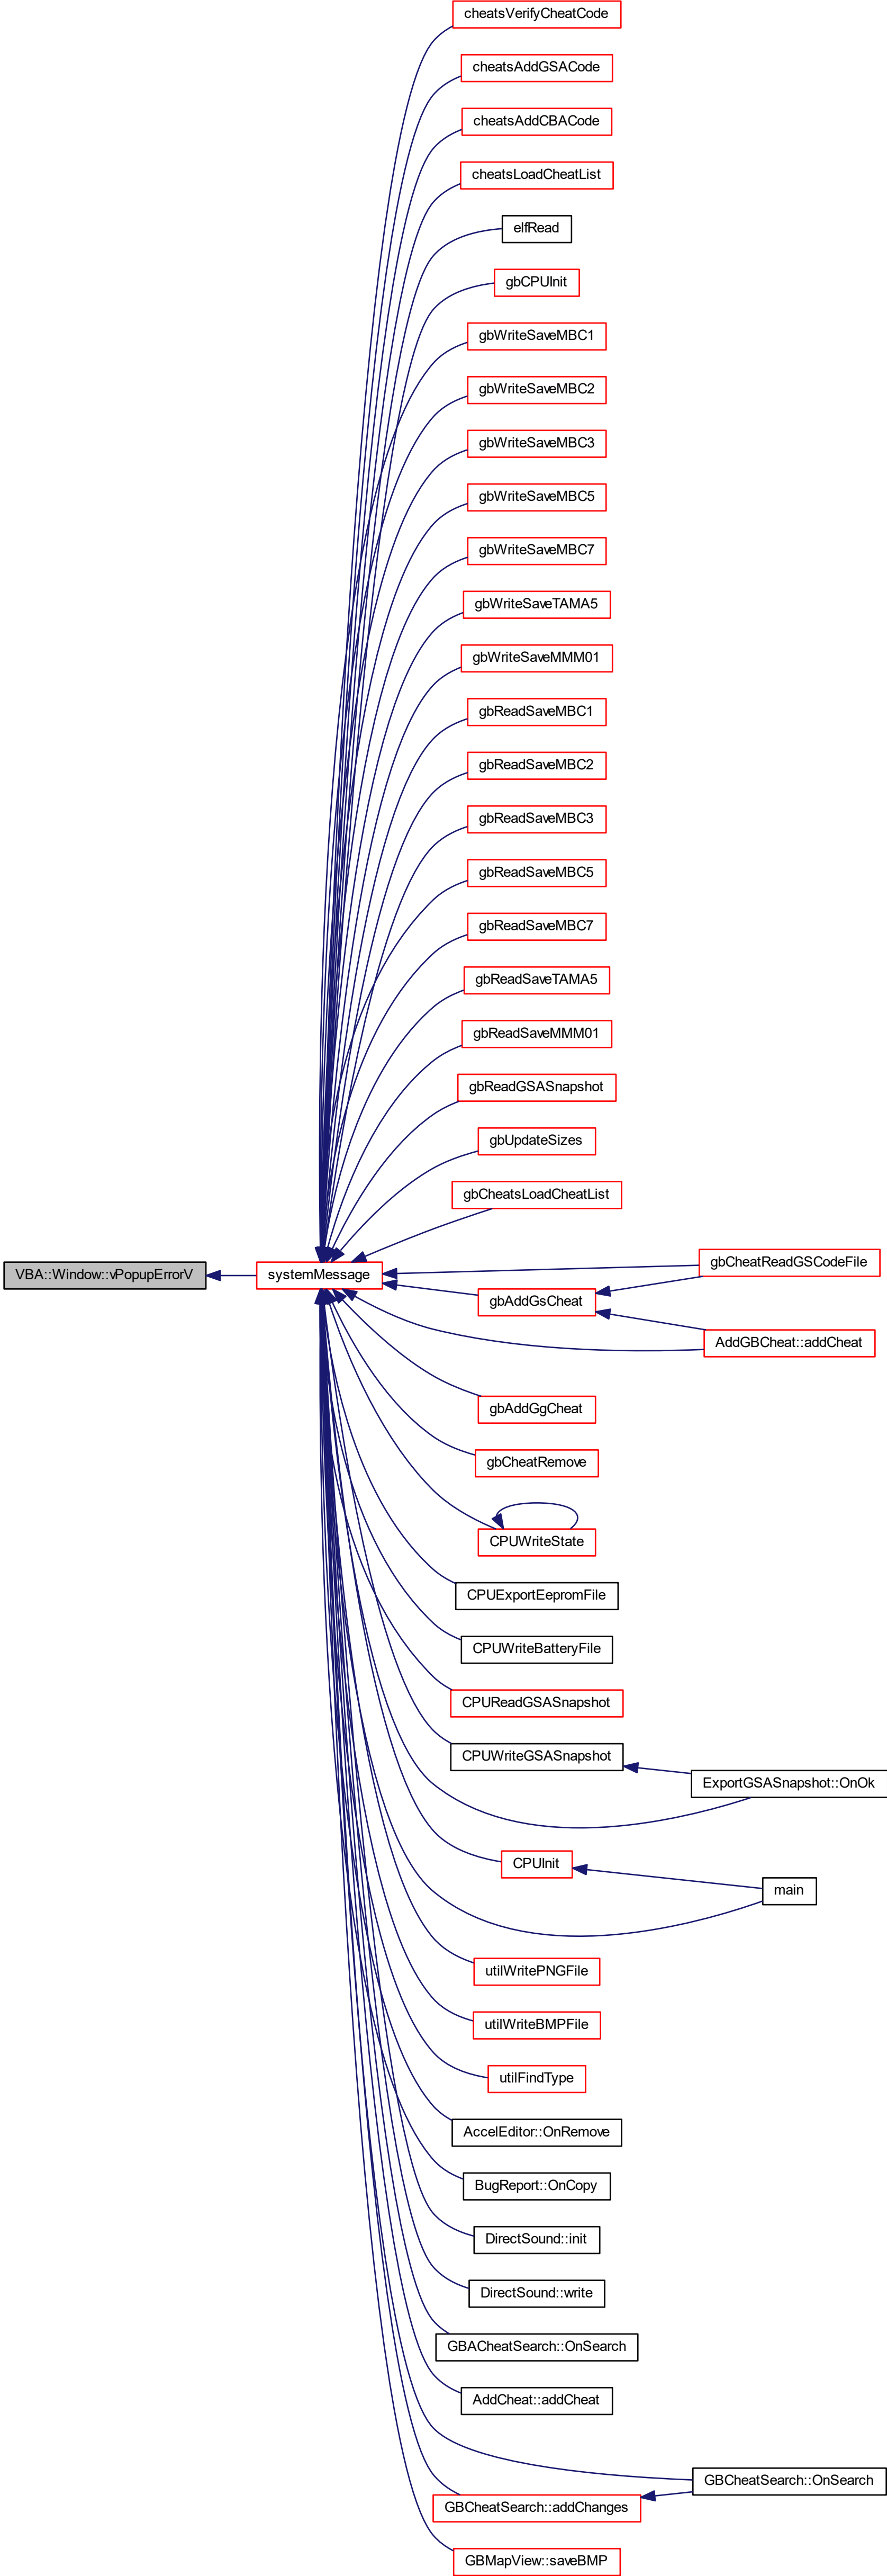 cheatsVerifyCheatCode
cheatsAddGSACode
cheatsAddCBACode
cheatsLoadCheatList
elfRead
gbCPUInit
gbWriteSaveMBC1
gbWriteSaveMBC2
gbWriteSaveMBC3
gbWriteSaveMBC5
gbWriteSaveMBC7
gbWriteSaveTAMA5
gbWriteSaveMMM01
gbReadSaveMBC1
gbReadSaveMBC2
gbReadSaveMBC3
gbReadSaveMBC5
gbReadSaveMBC7
gbReadSaveTAMA5
gbReadSaveMMM01
gbReadGSASnapshot
gbUpdateSizes
gbCheatsLoadCheatList
gbCheatReadGSCodeFile
VBA::Window::vPopupErrorV
systemMessage
gbAddGsCheat
AddGBCheat::addCheat
gbAddGgCheat
gbCheatRemove
CPUWriteState
CPUExportEepromFile
CPUWriteBatteryFile
CPUReadGSASnapshot
CPUWriteGSASnapshot
ExportGSASnapshot::OnOk
CPUInit
main
utilWritePNGFile
utilWriteBMPFile
utilFindType
AccelEditor::OnRemove
BugReport::OnCopy
DirectSound::init
DirectSound::write
GBACheatSearch::OnSearch
AddCheat::addCheat
GBCheatSearch::OnSearch
GBCheatSearch::addChanges
GBMapView::saveBMP